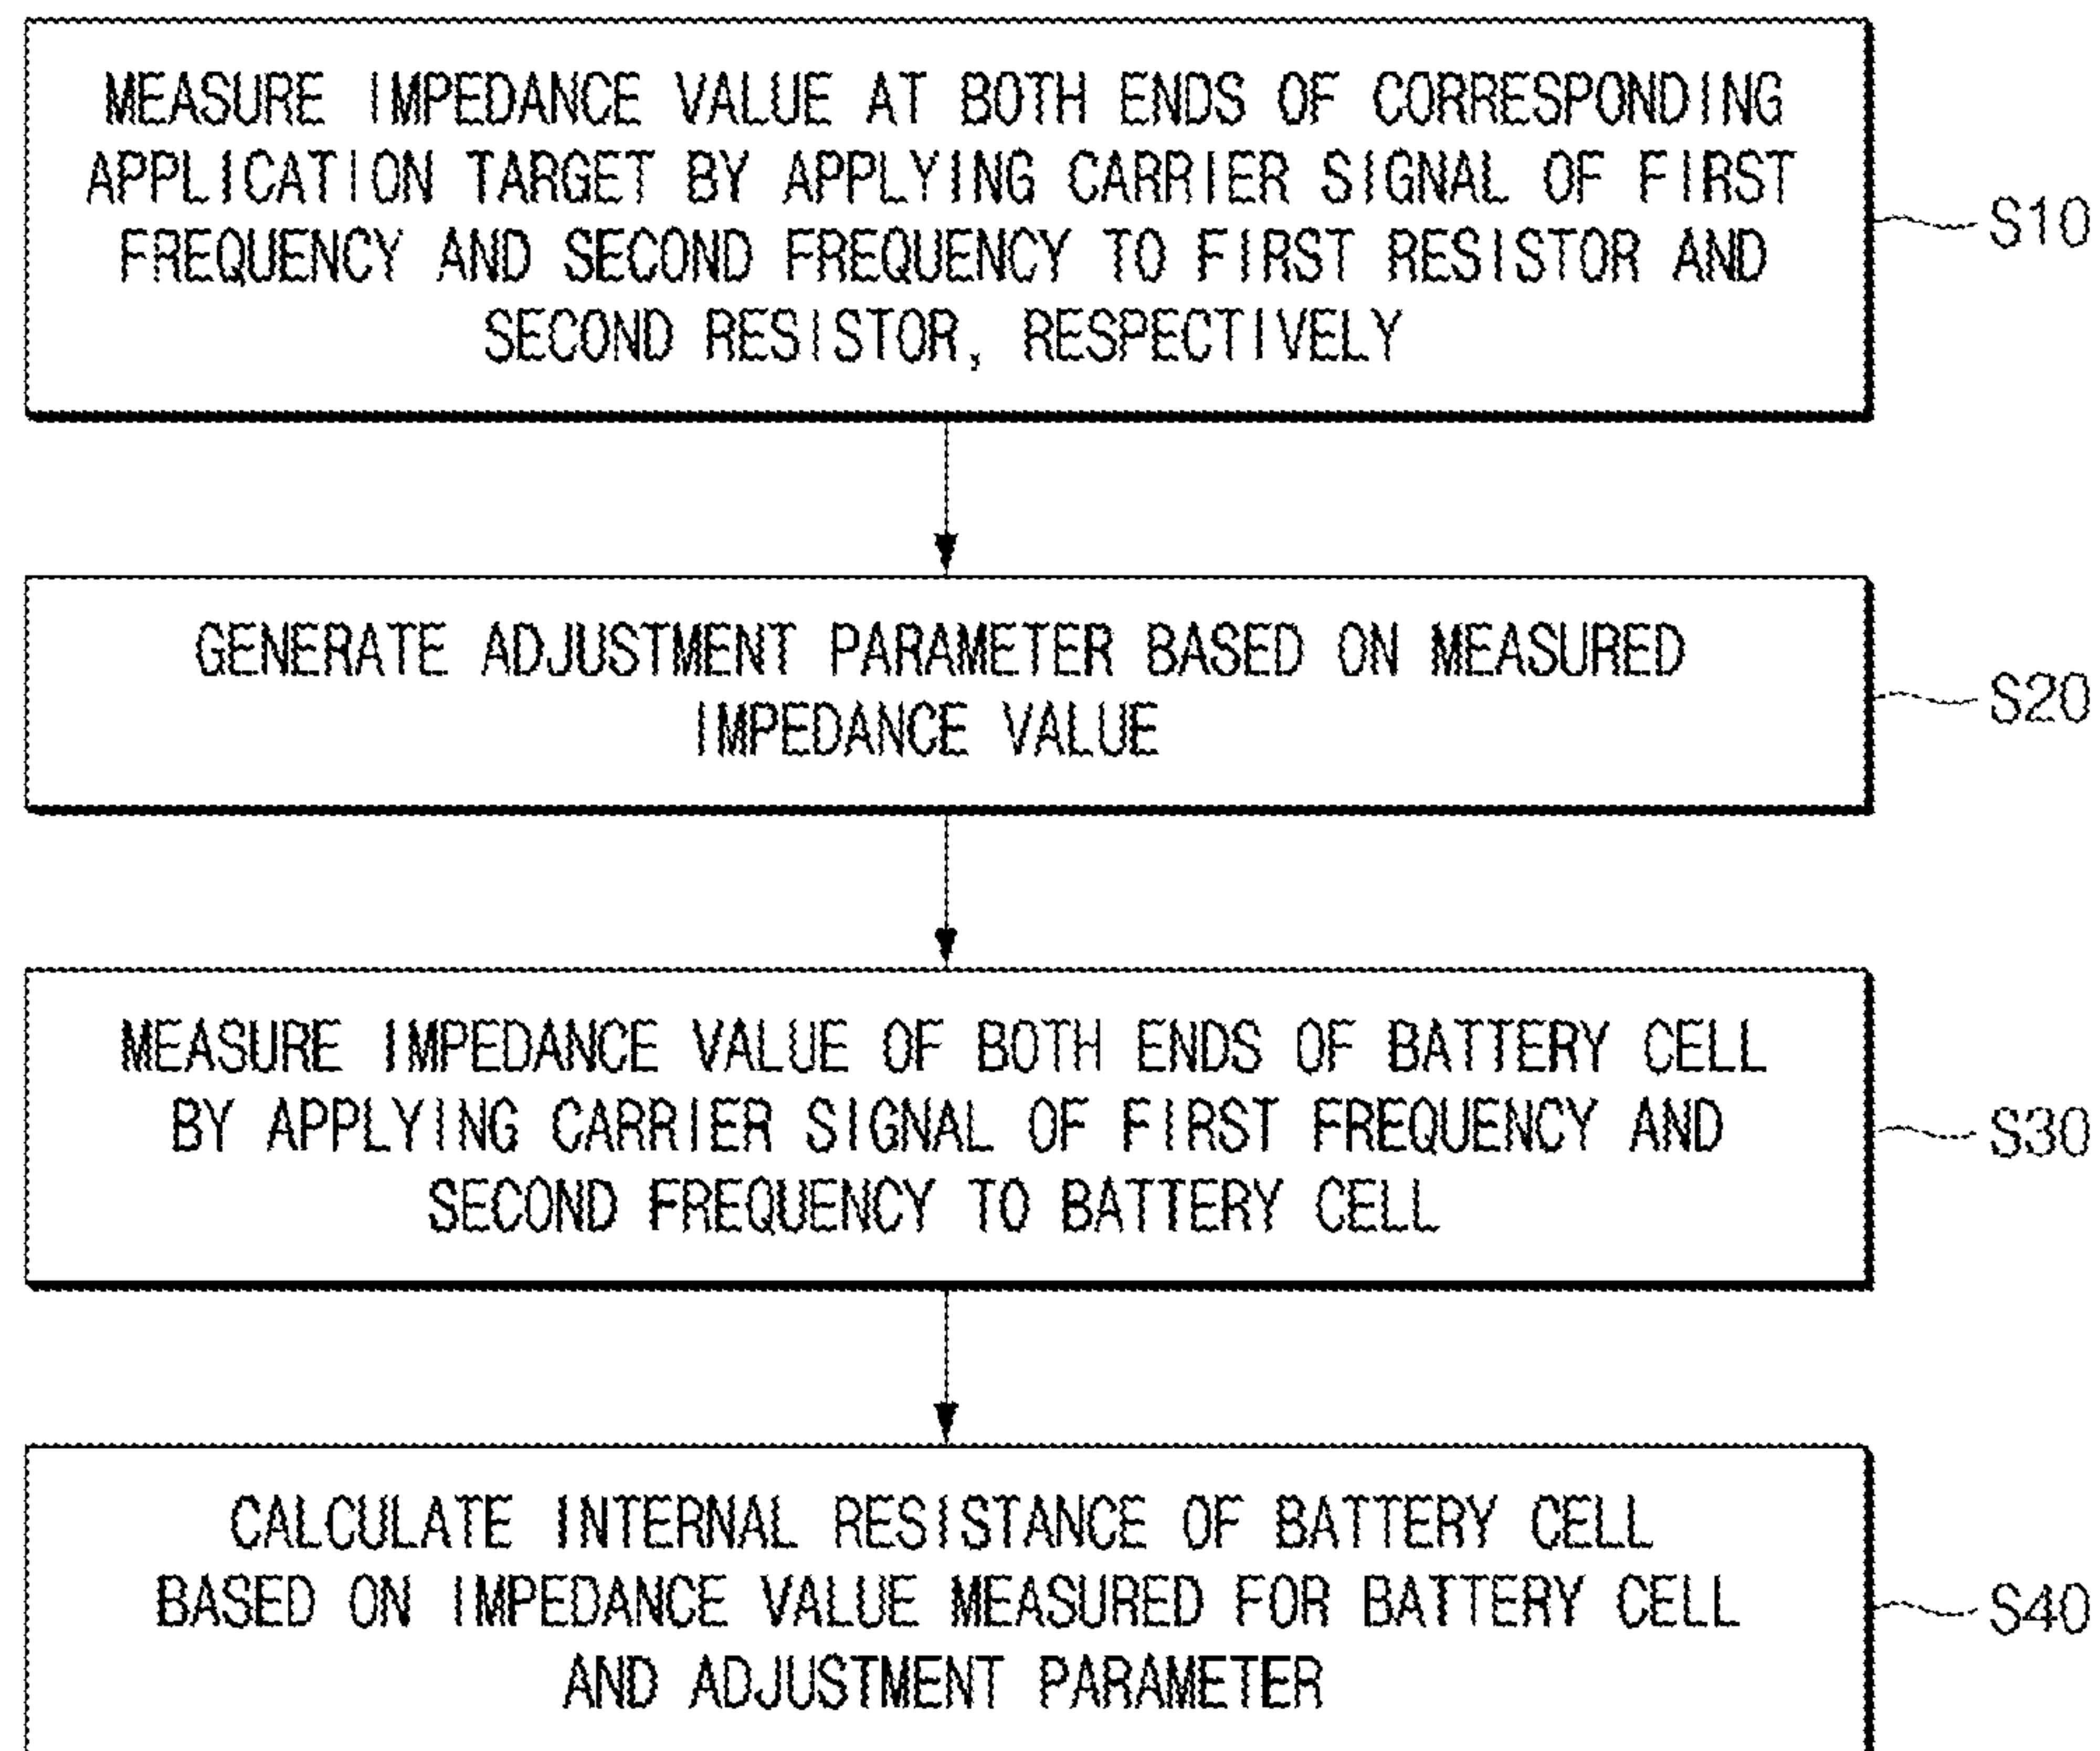 MEASURE IMPEDANCE VALUE AT BOTH ENDS OF CORRESPONDING
APPLICATION TARGET BY APPLYING CARRIER SIGNAL OF FIRST
FREQUENCY AND SECOND FREQUENCY TO FIRST RESISTOR AND
SECOND RESISTOR, RESPECTIVELY
S10
GENERATE ADJUSTMENT PARAMETER BASED ON MEASURED
IMPEDANCE VALUE
S20
MEASURE IMPEDANCE VALUE OF BOTH ENDS OF BATTERY CELL
BY APPLYING CARRIER SIGNAL OF FIRST FREQUENCY AND
SECOND FREQUENCY TO BATTERY CELL
S30
CALCULATE INTERNAL RESISTANCE OF BATTERY CELL
BASED ON IMPEDANCE VALUE MEASURED FOR BATTERY CELL
AND ADJUSTMENT PARAMETER
S40